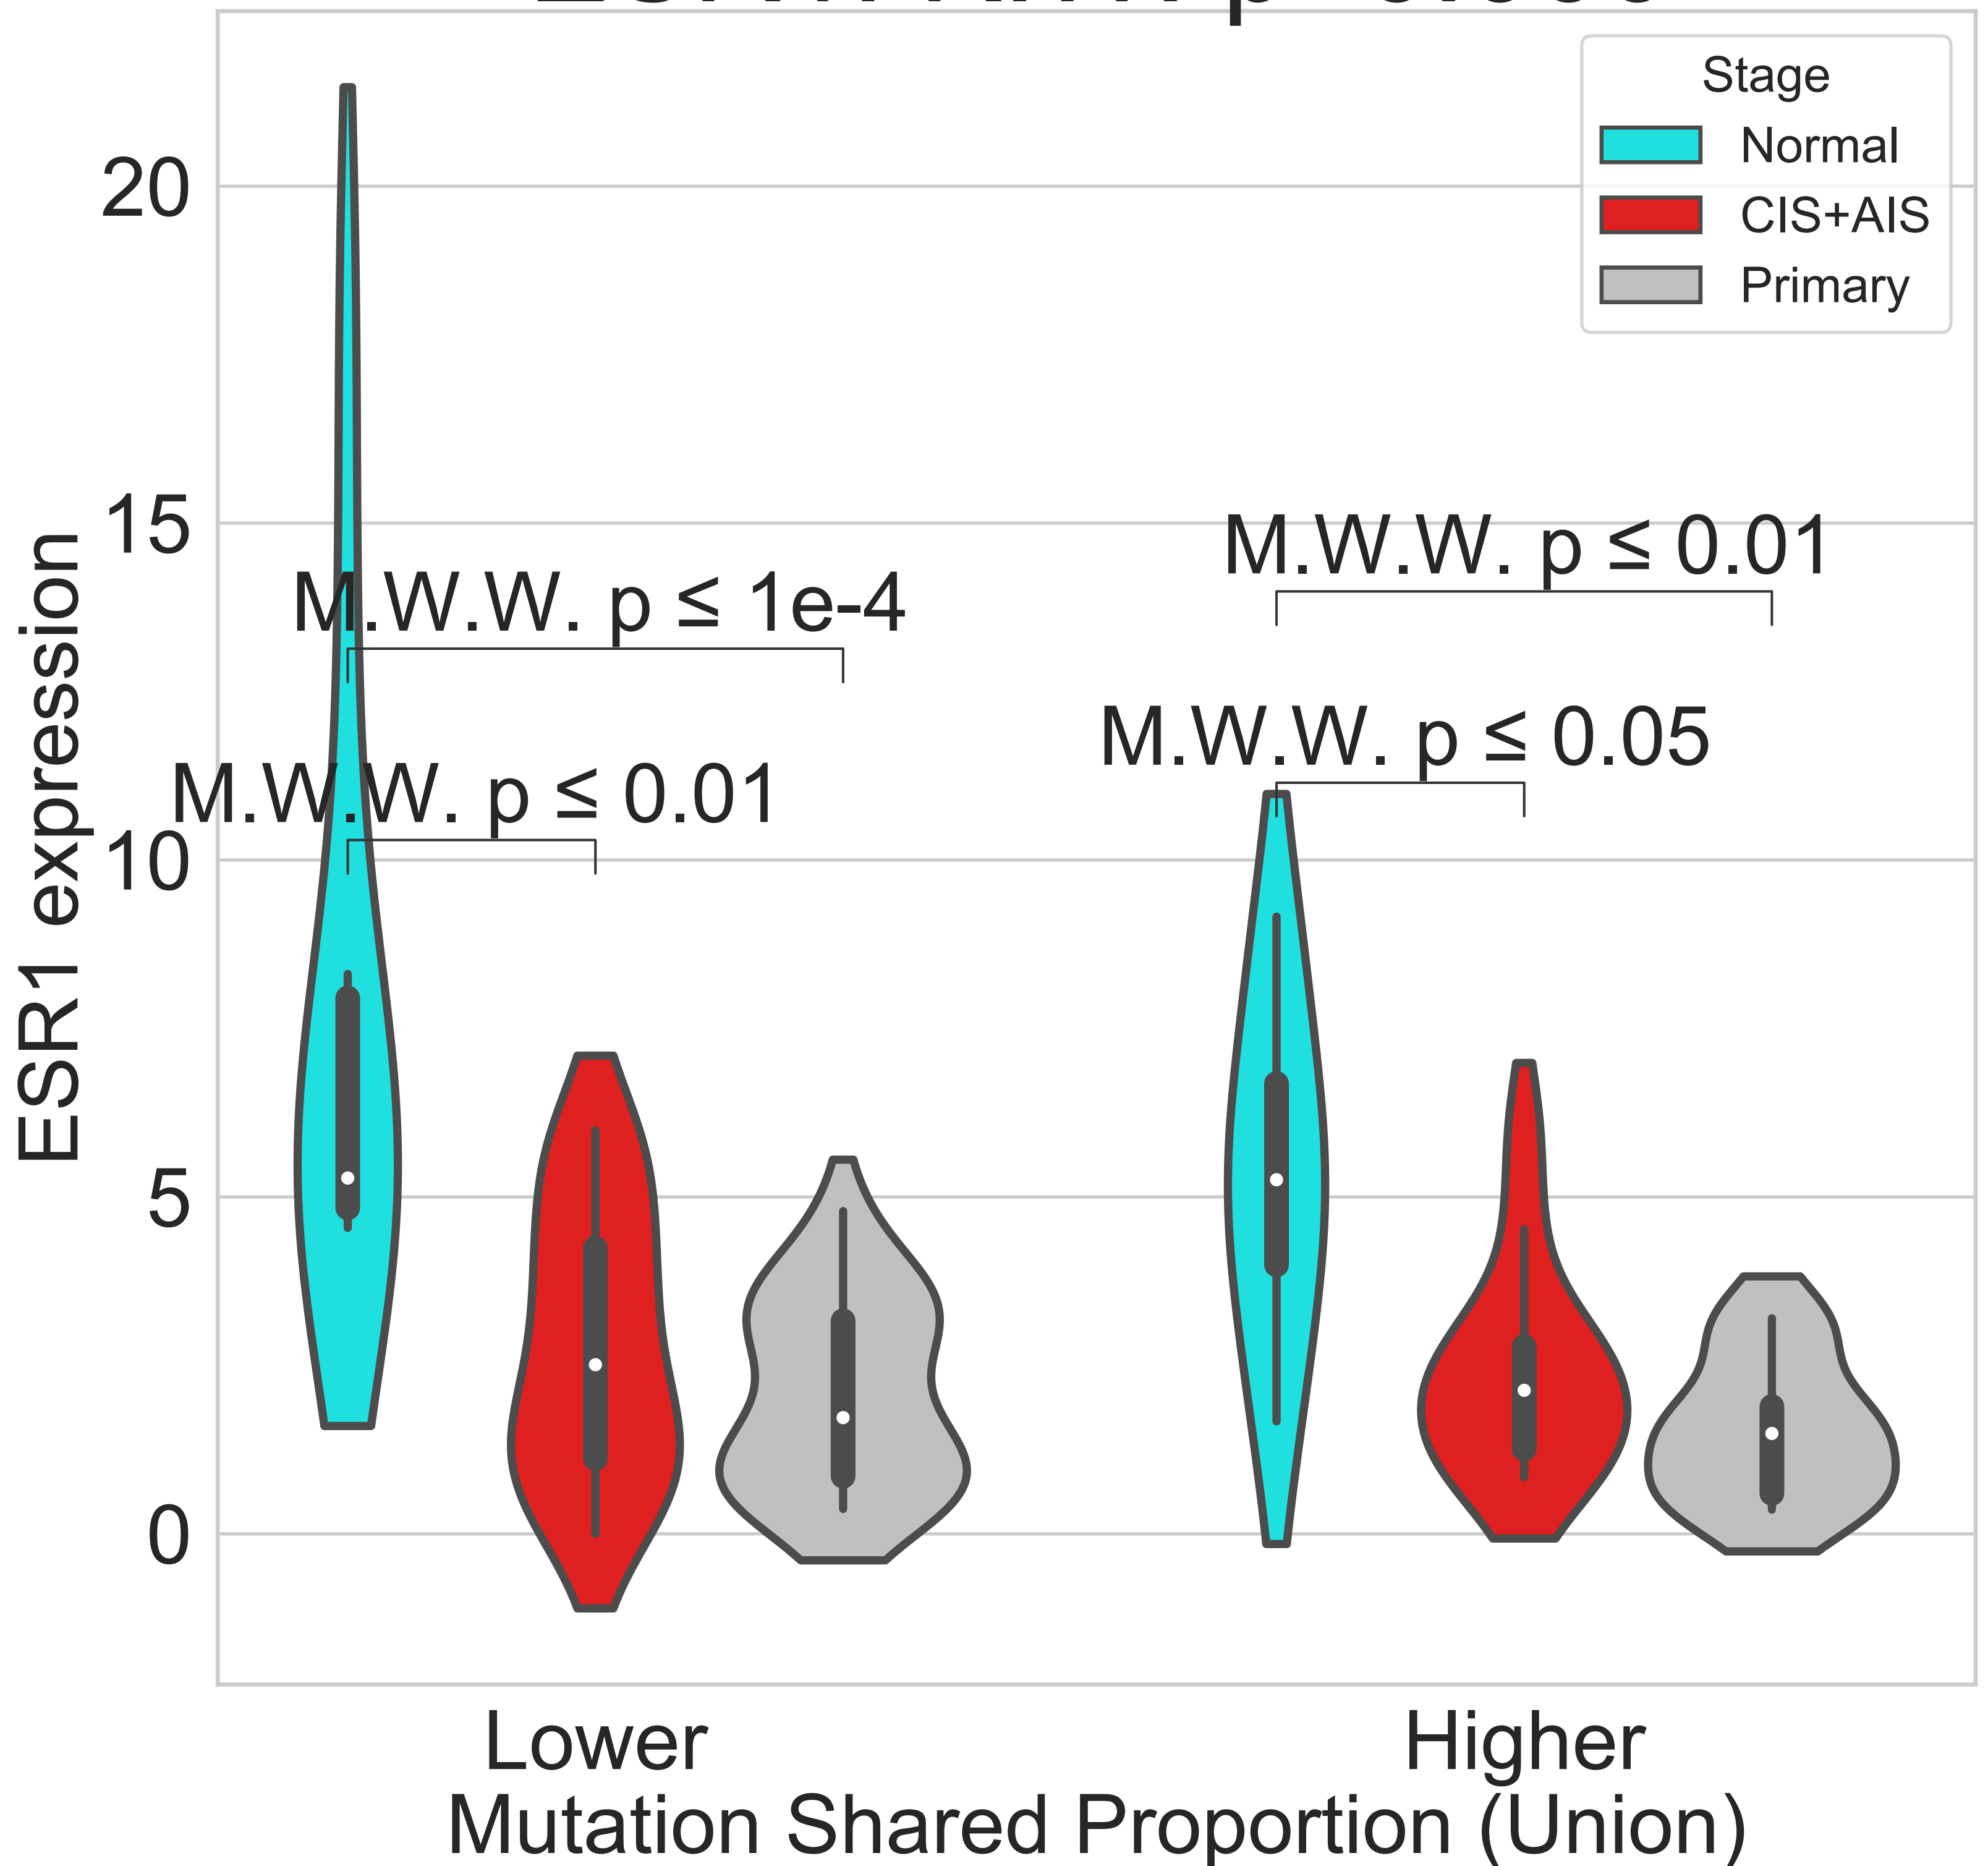 Stage
Normal
CIS+AIS
Primary
20
15
10
5
0
ESR1 expression
M.W.W. p ≤ 0.01
M.W.W. p ≤ 1e-4
M.W.W. p ≤ 0.05
M.W.W. p ≤ 0.01
Lower
Higher
Mutation Shared Proportion (Union)